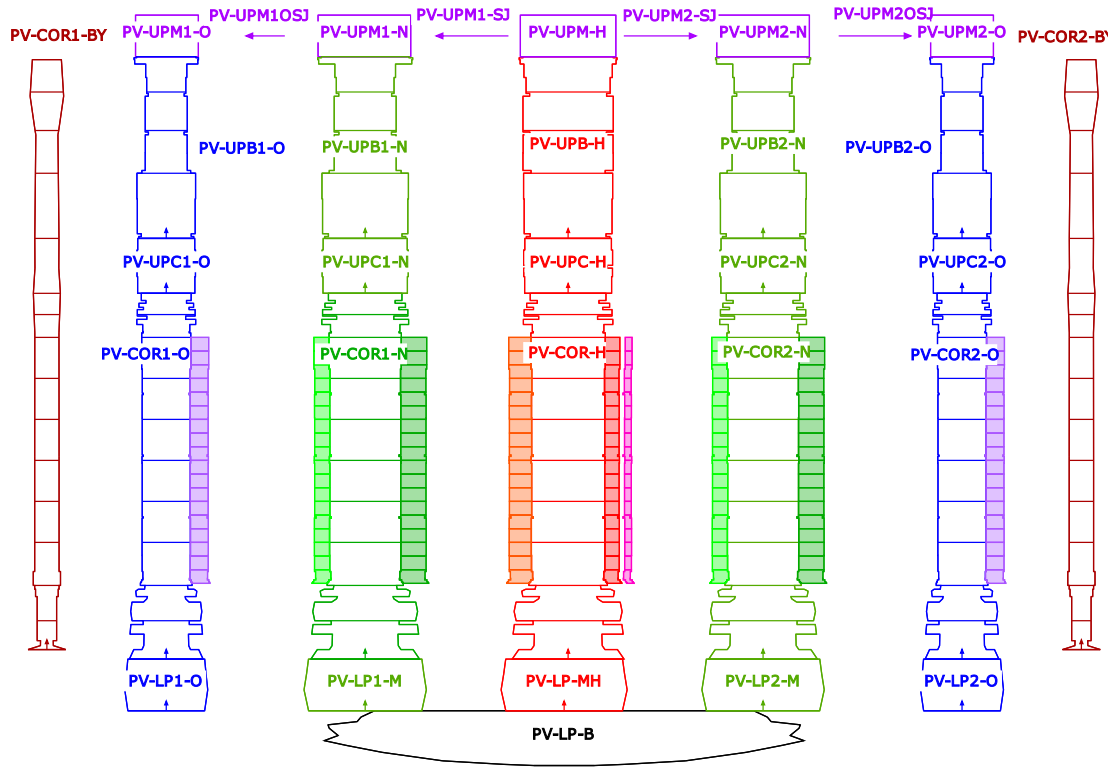 PV-UPM1OSJ PV-UPM1-SJ PV-UPM2-SJ PV-UPM2OSJ
PV-COR1-BY PV-UPM1-O PV-UPM1-N PV-UPM-H PV-UPM2-N PV-UPM2-O PV-COR2-BY
PV-UPB1-O PV-UPB1-N PV-UPB-H PV-UPB2-N PV-UPB2-O
PV-UPC1-O PV-UPC1-N PV-UPC-H PV-UPC2-N PV-UPC2-O
PV-COR1-O PV-COR1-N PV-COR-H PV-COR2-N PV-COR2-O
PV-LP1-O PV-LP1-M PV-LP-MH PV-LP2-M PV-LP2-O
PV-LP-B